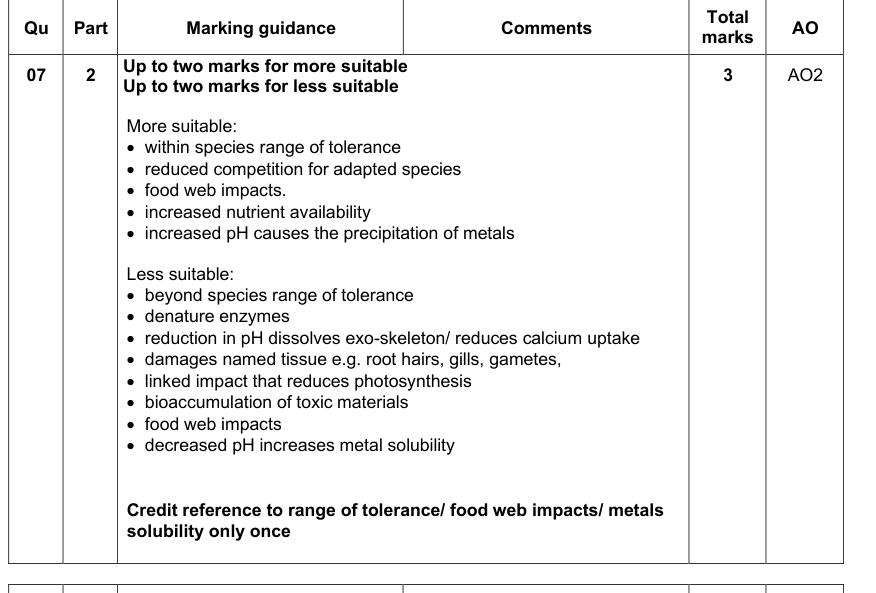 Qu Part Marking guidance Comments Total marks AO
07 2 Up to two marks for more suitable 3 AO2
Up to two marks for less suitable
More suitable:
• within species range of tolerance
• reduced competition for adapted species
• food web impacts.
• increased nutrient availability
• increased pH causes the precipitation of metals
Less suitable:
• beyond species range of tolerance
• denature enzymes
• reduction in pH dissolves exo-skeleton/ reduces calcium uptake
• damages named tissue e.g. root hairs, gills, gametes,
• linked impact that reduces photosynthesis
• bioaccumulation of toxic materials
• food web impacts
• decreased pH increases metal solubility
Credit reference to range of tolerance/ food web impacts/ metals
solubility only once